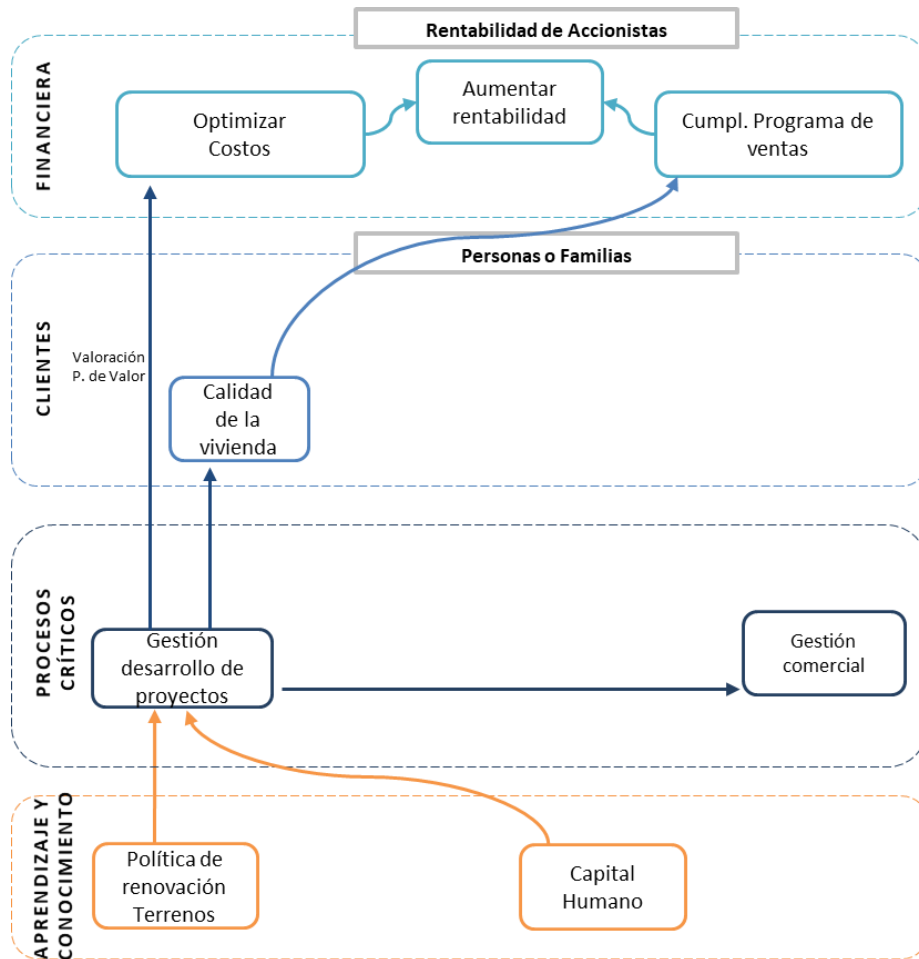 Rentabilidad de Accionistas
FINANCIERA
Optimizar
Costos
Aumentar
rentabilidad
Cumpl. Programa de
ventas
Personas o Familias
CLIENTES
Valoración
P. de Valor
Calidad
de la
vivienda
PROCESOS
CRÍTICOS
Gestión
desarrollo de
proyectos
Gestión
comercial
APRENDIZAJE Y
CONOCIMIENTO
Política de
renovación
Terrenos
Capital
Humano